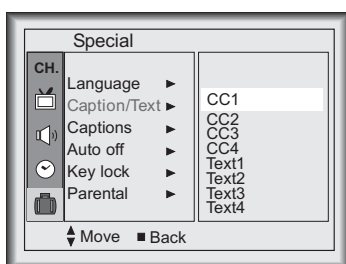 Special
CH.
Language
Caption/Text
Captions
Auto off
Key lock
Parental
CC1
CC2
CC3
CC4
Text1
Text2
Text3
Text4
Move
Back